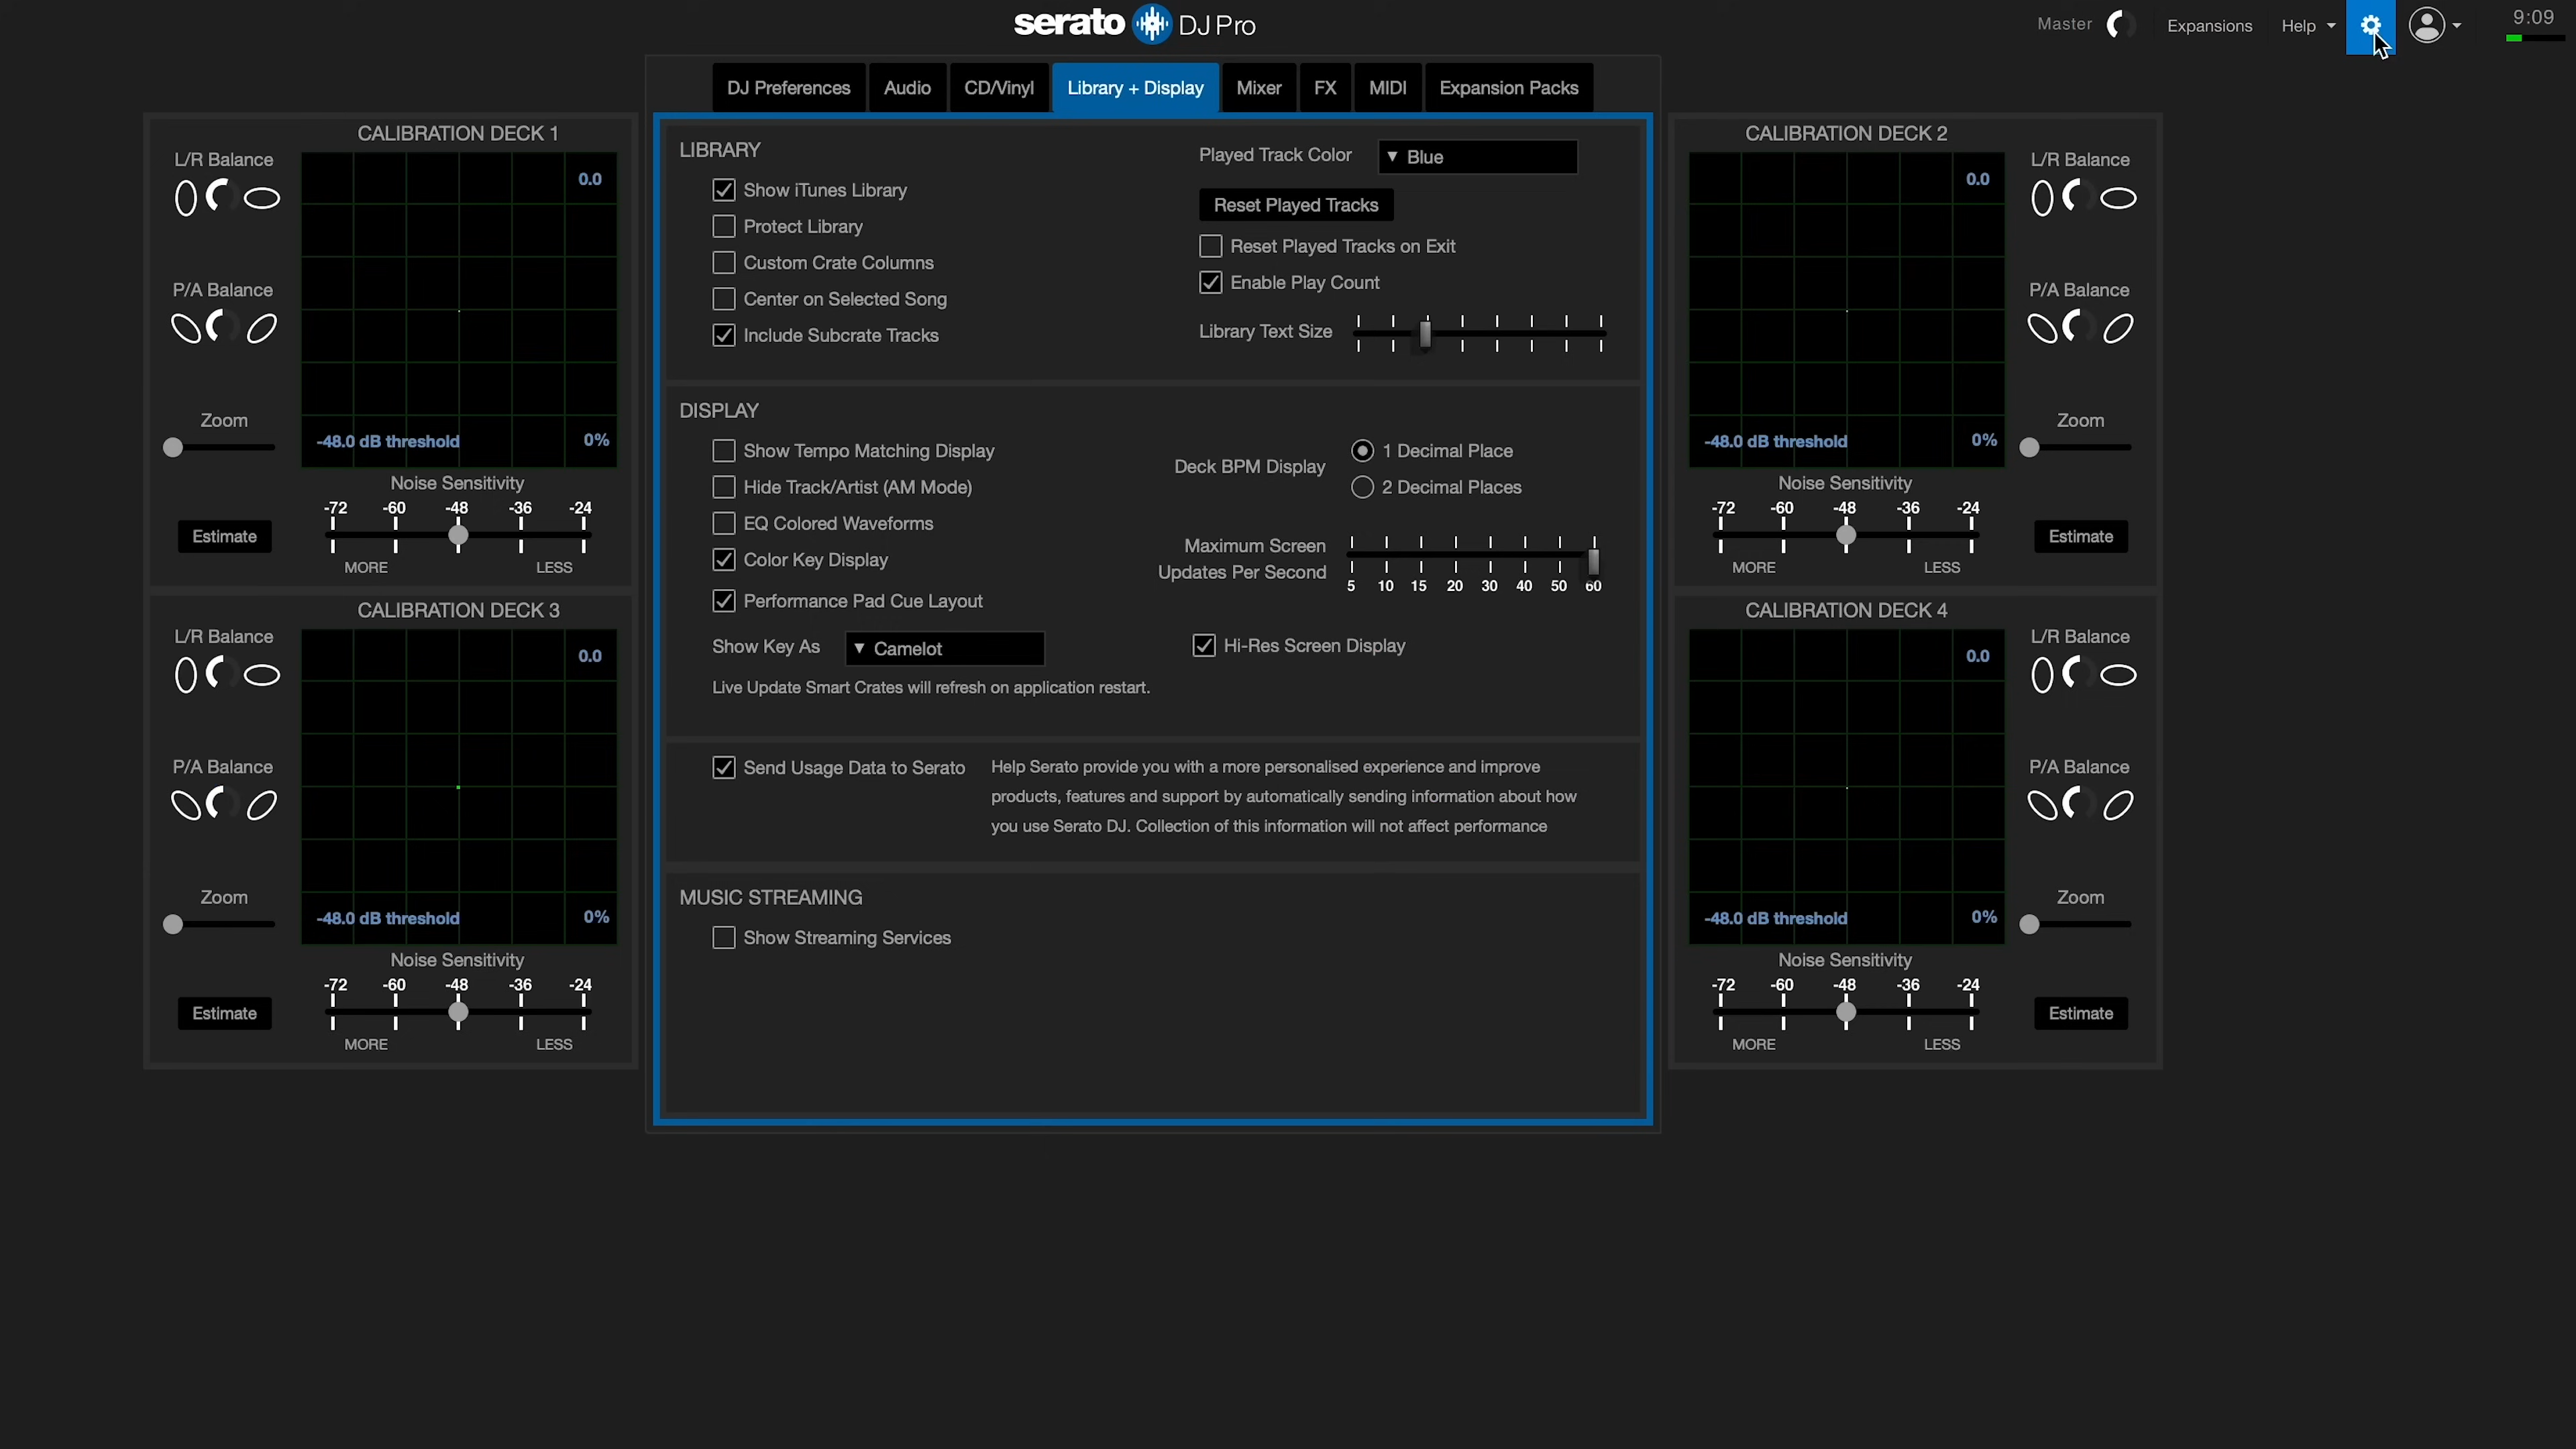 serato DJ Pro
Master Expansions Help 9:09
DJ Preferences Audio CD/Vinyl Library + Display Mixer FX MIDI Expansion Packs
CALIBRATION DECK 1
L/R Balance
0.0
P/A Balance
Zoom
-48.0 dB threshold 0%
Noise Sensitivity
-72 -60 -48 -36 -24
Estimate
MORE LESS
CALIBRATION DECK 3
L/R Balance
0.0
P/A Balance
Zoom
-48.0 dB threshold 0%
Noise Sensitivity
-72 -60 -48 -36 -24
Estimate
MORE LESS
LIBRARY
Show iTunes Library
Protect Library
Custom Crate Columns
Center on Selected Song
Include Subcrate Tracks
Played Track Color Blue
Reset Played Tracks
Reset Played Tracks on Exit
Enable Play Count
Library Text Size
DISPLAY
Show Tempo Matching Display
Hide Track/Artist (AM Mode)
EQ Colored Waveforms
Color Key Display
Performance Pad Cue Layout
Show Key As Camelot
Live Update Smart Crates will refresh on application restart.
Deck BPM Display
1 Decimal Place
2 Decimal Places
Maximum Screen
Updates Per Second
5 10 15 20 30 40 50 60
Hi-Res Screen Display
Send Usage Data to Serato
Help Serato provide you with a more personalised experience and improve
products, features and support by automatically sending information about how
you use Serato DJ. Collection of this information will not affect performance
MUSIC STREAMING
Show Streaming Services
CALIBRATION DECK 2
0.0
L/R Balance
P/A Balance
Zoom
-48.0 dB threshold 0%
Noise Sensitivity
-72 -60 -48 -36 -24
Estimate
MORE LESS
CALIBRATION DECK 4
0.0
L/R Balance
P/A Balance
Zoom
-48.0 dB threshold 0%
Noise Sensitivity
-72 -60 -48 -36 -24
Estimate
MORE LESS